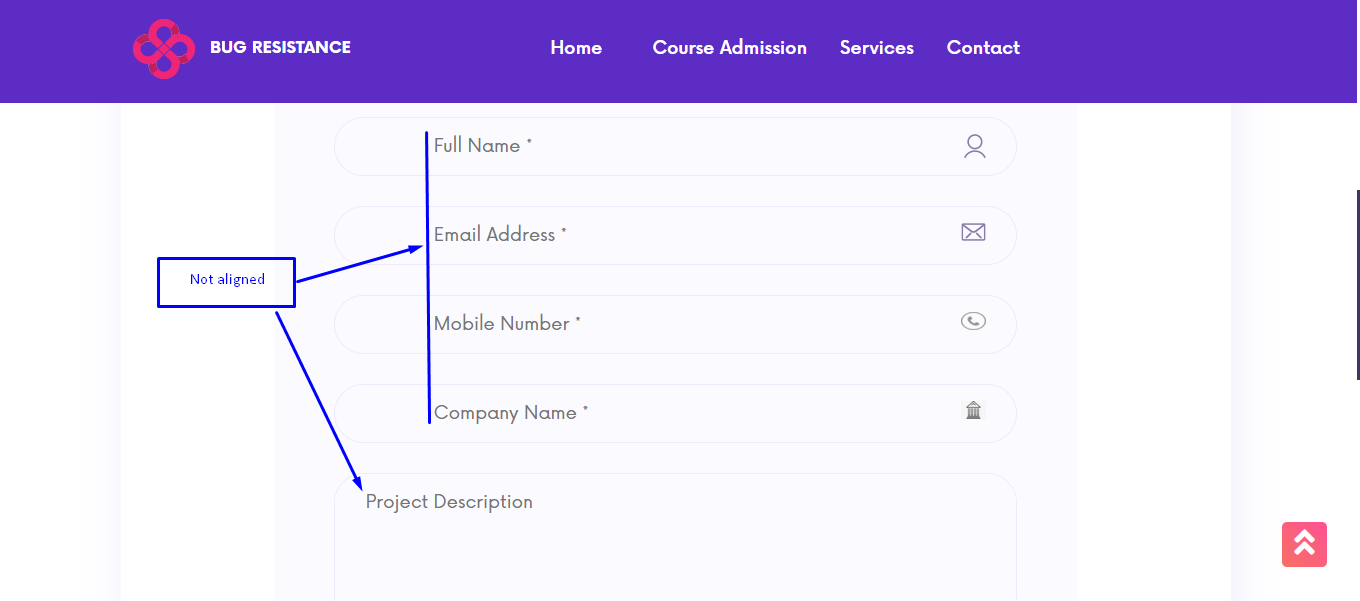 BUG RESISTANCE
Home Course Admission Services Contact
Full Name *
Email Address *
Not aligned
Mobile Number *
Company Name *
Project Description